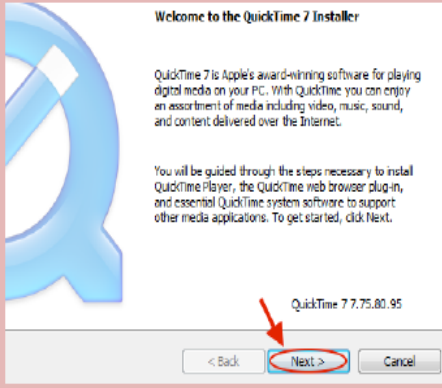 Welcome to the QuickTime 7 Installer
QuickTime 7 is Apple's award-winning software for playing
digital media on your PC. With QuickTime you can enjoy
an assortment of media including video, music, sound,
and content delivered over the Internet.
You will be guided through the steps necessary to install
QuickTime Player, the QuickTime web browser plug-in,
and essential QuickTime system software to support
other media applications. To get started, click Next.
QuickTime 7 7.75.80.95
< Back Next > Cancel